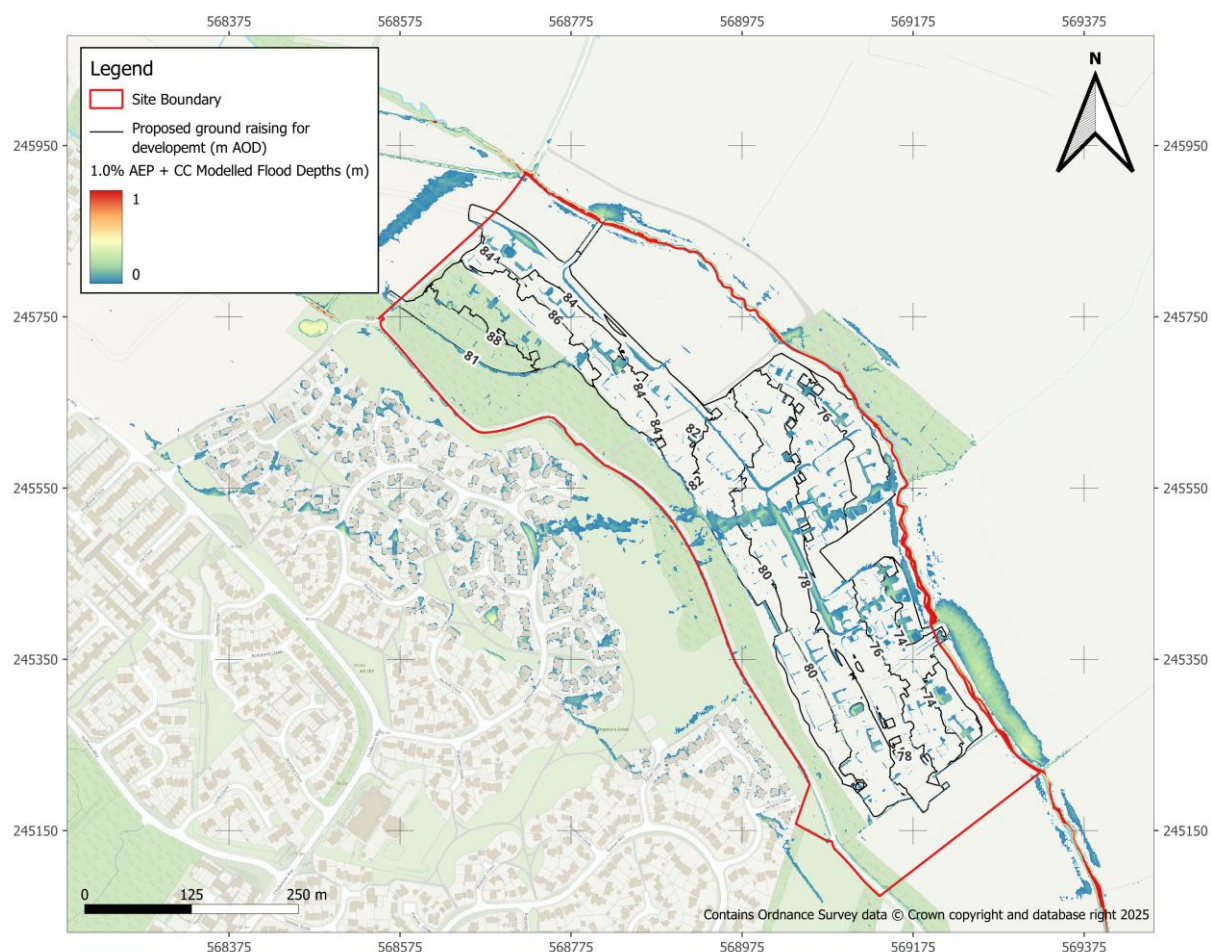 568375 568575 568775 568975 569175 569375
Legend
Site Boundary
Proposed ground raising for
developemt (m AOD)
1.0% AEP + CC Modelled Flood Depths (m)
1
0
N
245950 245950
245750 245750
245550 245550
245350 245350
245150 245150
84
84
86
88
81
84
84
82
82
76
80
78
76
74
80
74
78
0 125 250 m
Contains Ordnance Survey data © Crown copyright and database right 2025
568375 568575 568775 568975 569175 569375